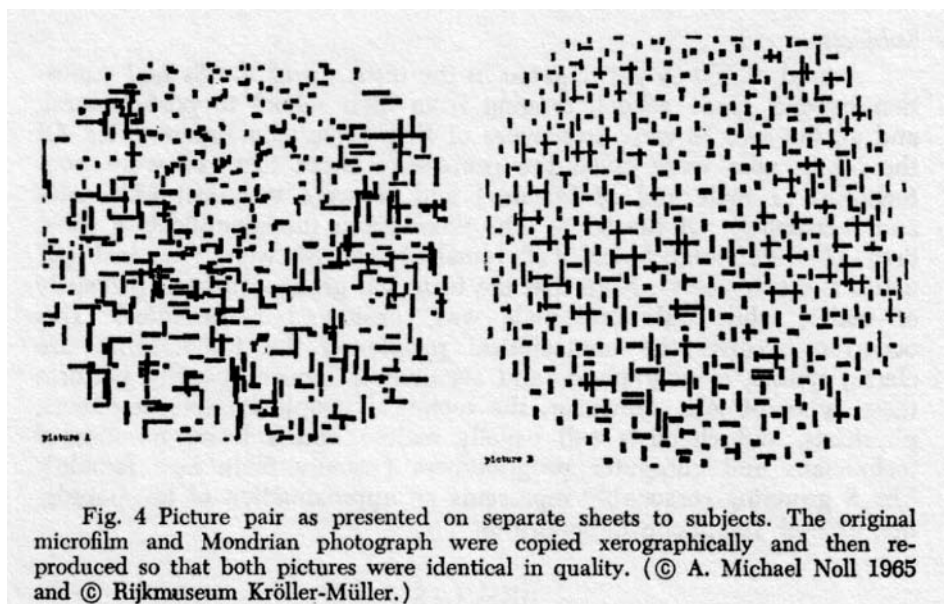 picture
picture B
Fig. 4 Picture pair as presented on separate sheets to subjects. The original
microfilm and Mondrian photograph were copied xerographically and then re-
produced so that both pictures were identical in quality. (© A. Michael Noll 1965
and © Rijkmuseum Kröller-Müller.)